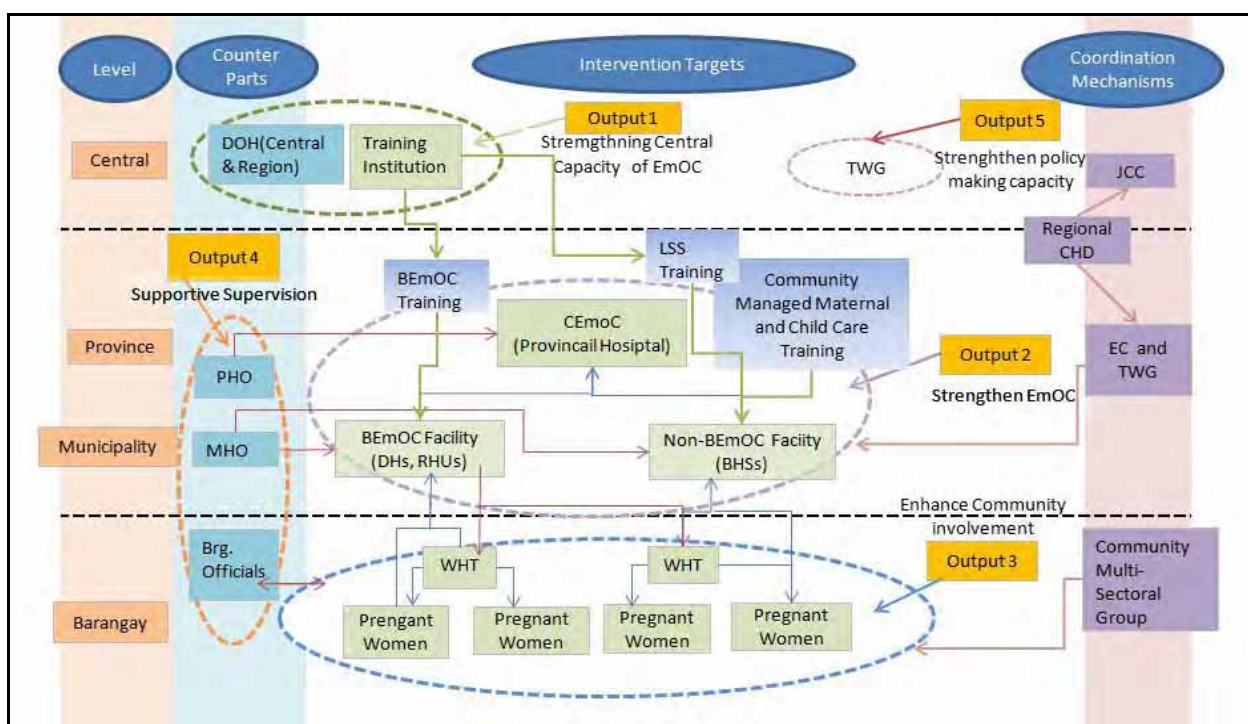 Level
Counter
Parts
Intervention Targets
Coordination
Mechanisms
Central
DOH(Central
& Region)
Training
Institution
Output 1
Stremgthning Central
Capacity of EmOC
TWG
Output 5
Strenghthen policy
making capacity
JCC
Regional
CHD
Output 4
Supportive Supervision
BEmOC
Training
LSS
Training
Community
Managed Maternal
and Child Care
Training
CEmoC
(Provincail Hosiptal)
Province
PHO
Output 2
Strengthen EmOC
EC and
TWG
Municipality
MHO
BEmOC Facility
(DHs, RHUs)
Non-BEmOC Faciity
(BHSs)
Enhance Community
involvement
Brg.
Officials
WHT
WHT
Output 3
Community
Multi-
Sectoral
Group
Barangay
Prengant
Women
Pregnant
Women
Pregnant
Women
Pregnant
Women